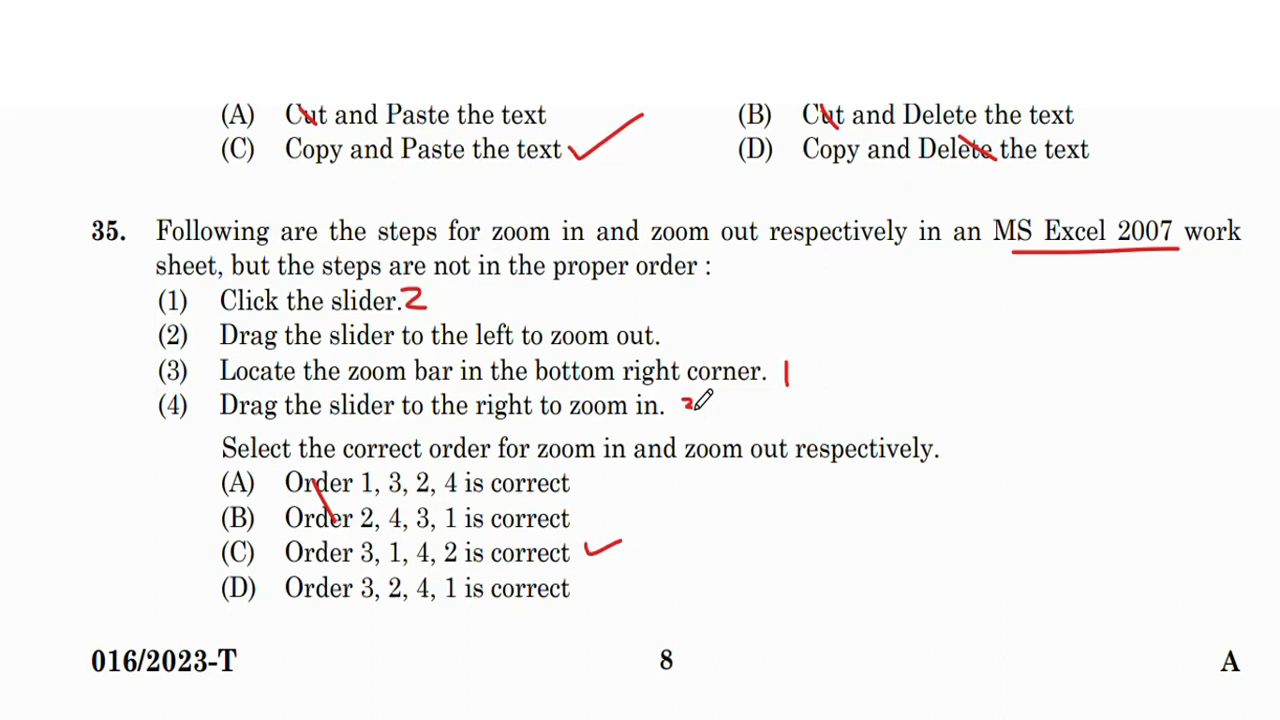 (A) Cut and Paste the text (B) Cut and Delete the text
(C) Copy and Paste the text (D) Copy and Delete the text
35. Following are the steps for zoom in and zoom out respectively in an MS Excel 2007 work
sheet, but the steps are not in the proper order :
(1) Click the slider. 2
(2) Drag the slider to the left to zoom out.
(3) Locate the zoom bar in the bottom right corner. 1
(4) Drag the slider to the right to zoom in.
Select the correct order for zoom in and zoom out respectively.
(A) Order 1, 3, 2, 4 is correct
(B) Order 2, 4, 3, 1 is correct
(C) Order 3, 1, 4, 2 is correct
(D) Order 3, 2, 4, 1 is correct
016/2023-T 8 A